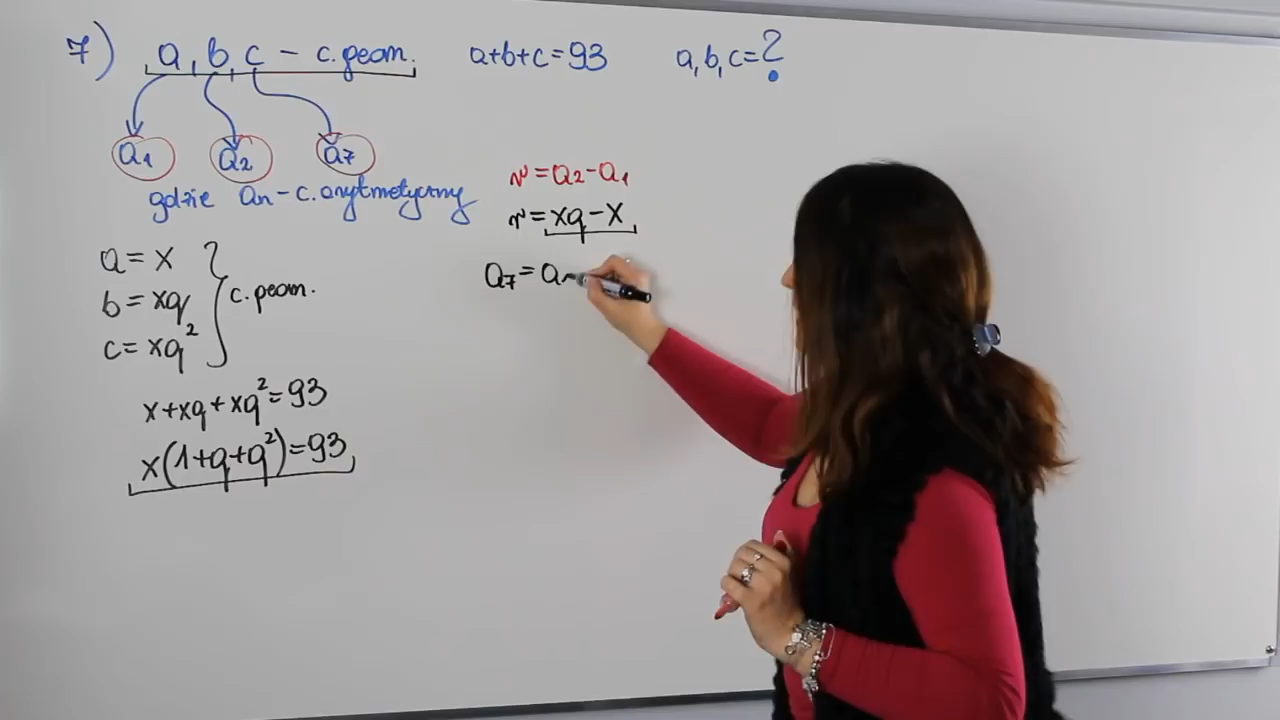 7) a, b, c - c. geom. a+b+c=93 a,b,c=?
a₁ a₂ a₇
gdzie an - c. arytmetyczny
r=a₂-a₁
r=xq-x
a₇=a
a=x
b=xq
c=xq²
c. geom.
x+xq+xq²=93
x(1+q+q²)=93